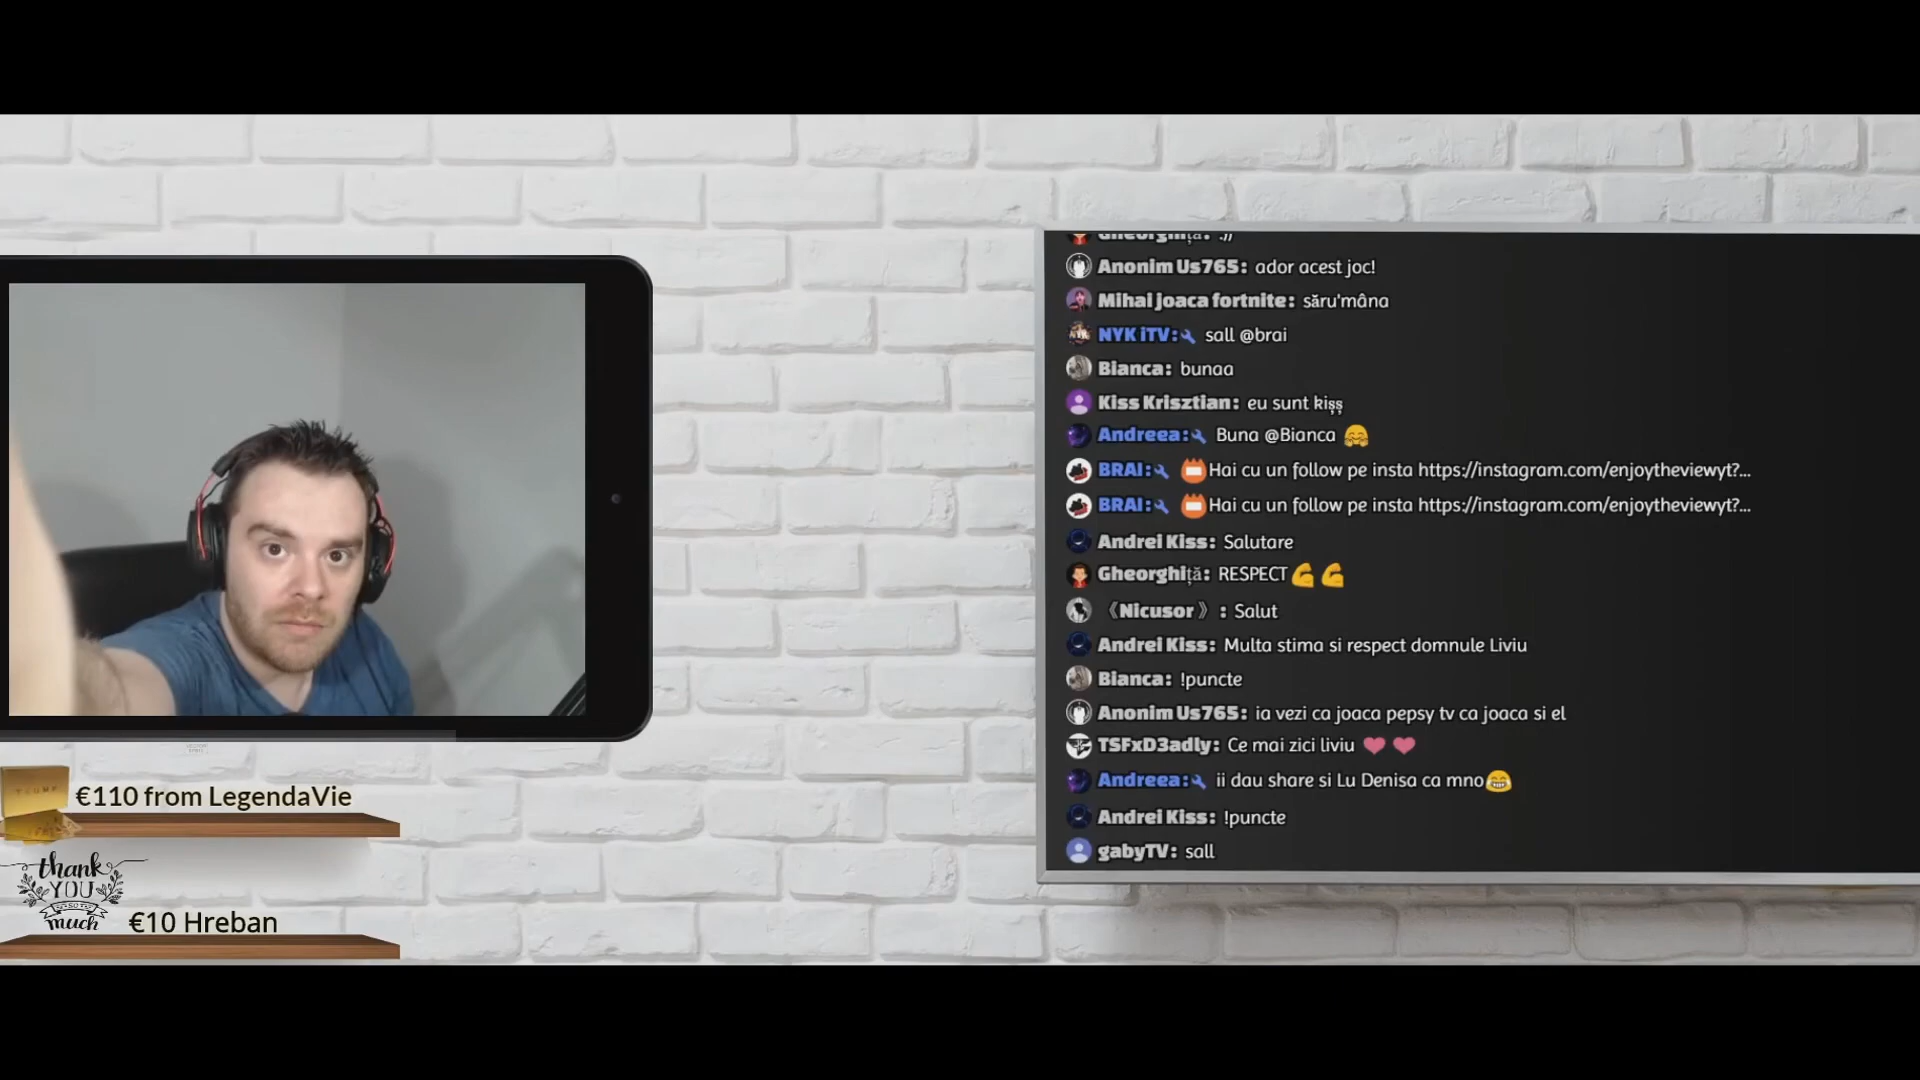 Gheorghiță: ://
Anonim Us765: ador acest joc!
Mihai joaca fortnite: săru'mâna
NYK iTV: sall @brai
Bianca: bunaa
Kiss Krisztian: eu sunt kișș
Andreea: Buna @Bianca 🤗
BRAI: 📛Hai cu un follow pe insta https://instagram.com/enjoytheviewyt?...
BRAI: 📛Hai cu un follow pe insta https://instagram.com/enjoytheviewyt?...
Andrei Kiss: Salutare
Gheorghiță: RESPECT💪💪
《Nicusor》 : Salut
Andrei Kiss: Multa stima si respect domnule Liviu
Bianca: !puncte
Anonim Us765: ia vezi ca joaca pepsy tv ca joaca si el
TSFxD3adly: Ce mai zici liviu ❤ ❤
Andreea: ii dau share si Lu Denisa ca mno😂
Andrei Kiss: !puncte
gabyTV: sall
TRUMP
€110 from LegendaVie
thank
YOU
SO
much
€10 Hreban